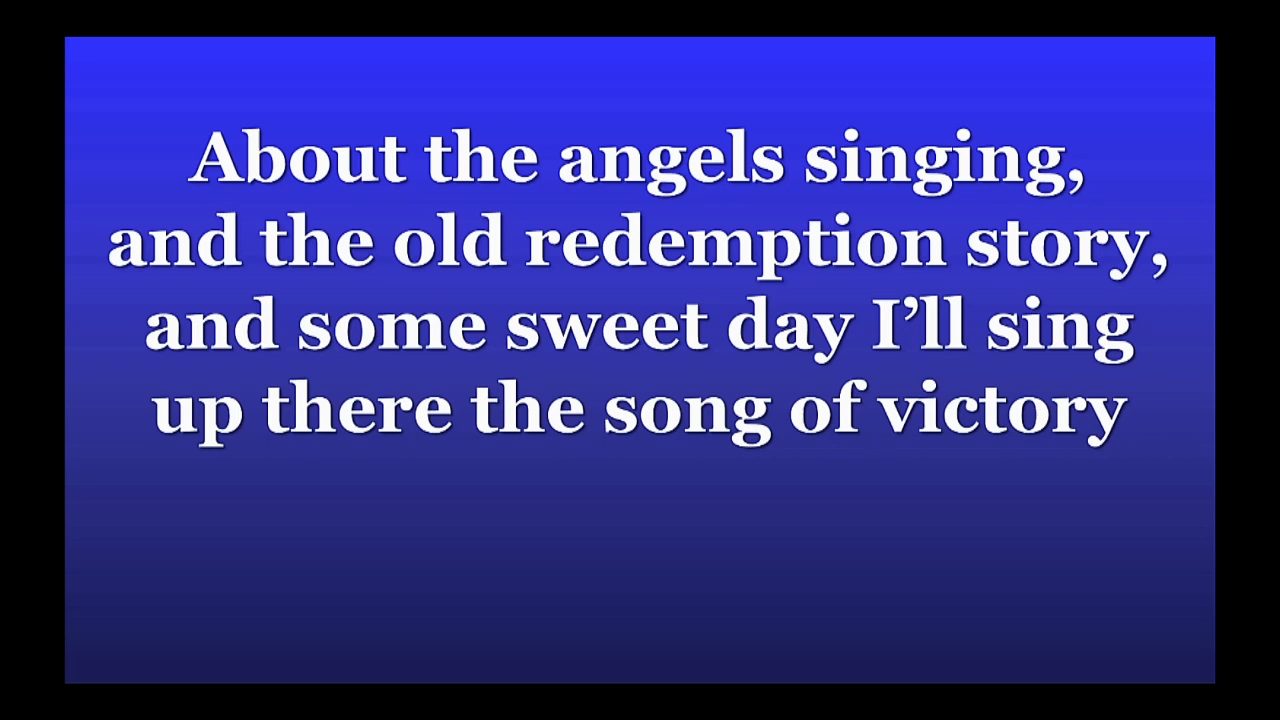 About the angels singing,
and the old redemption story,
and some sweet day I’ll sing
up there the song of victory